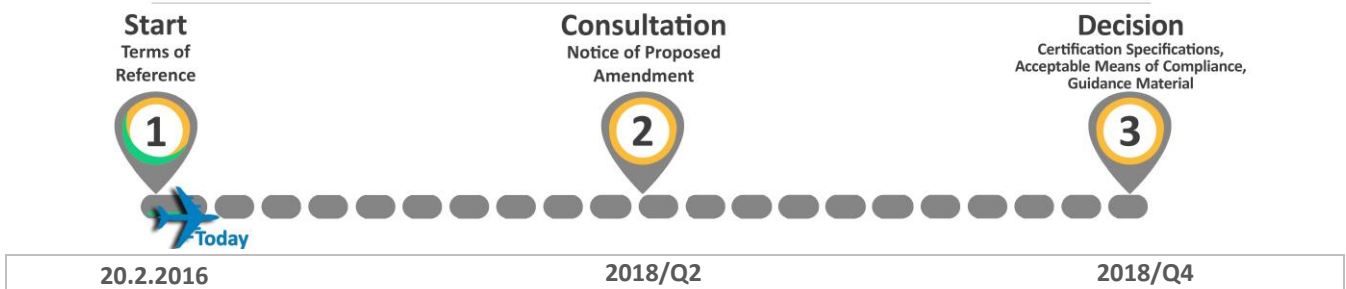 Start
Terms of
Reference
Consultation
Notice of Proposed
Amendment
Decision
Certification Specifications,
Acceptable Means of Compliance,
Guidance Material
1
2
3
Today
20.2.2016
2018/Q2
2018/Q4